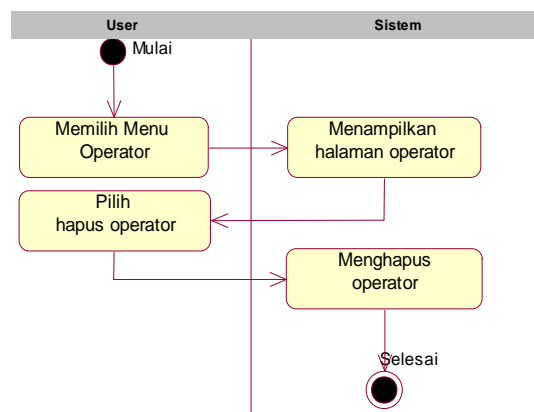 User
Sistem
Mulai
Memilih Menu
Operator
Menampilkan
halaman operator
Pilih
hapus operator
Menghapus
operator
Selesai